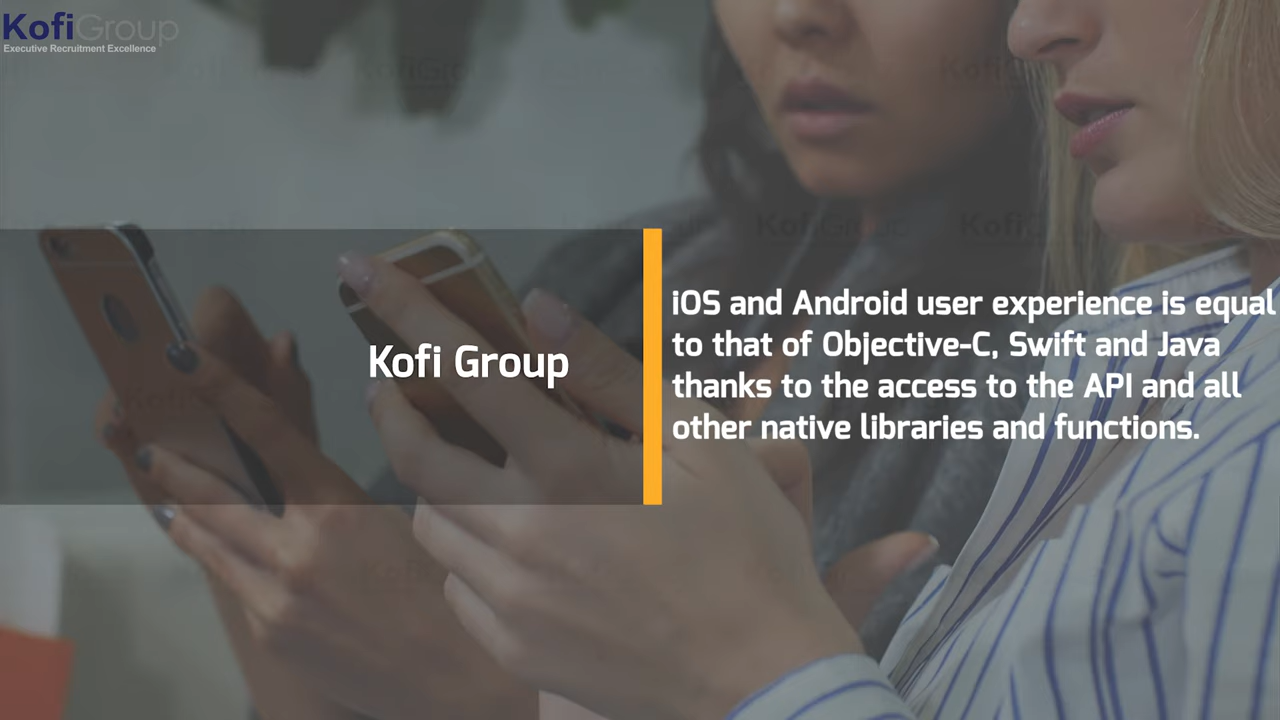 KofiGroup
Executive Recruitment Excellence
Kofi Group
iOS and Android user experience is equal
to that of Objective-C, Swift and Java
thanks to the access to the API and all
other native libraries and functions.